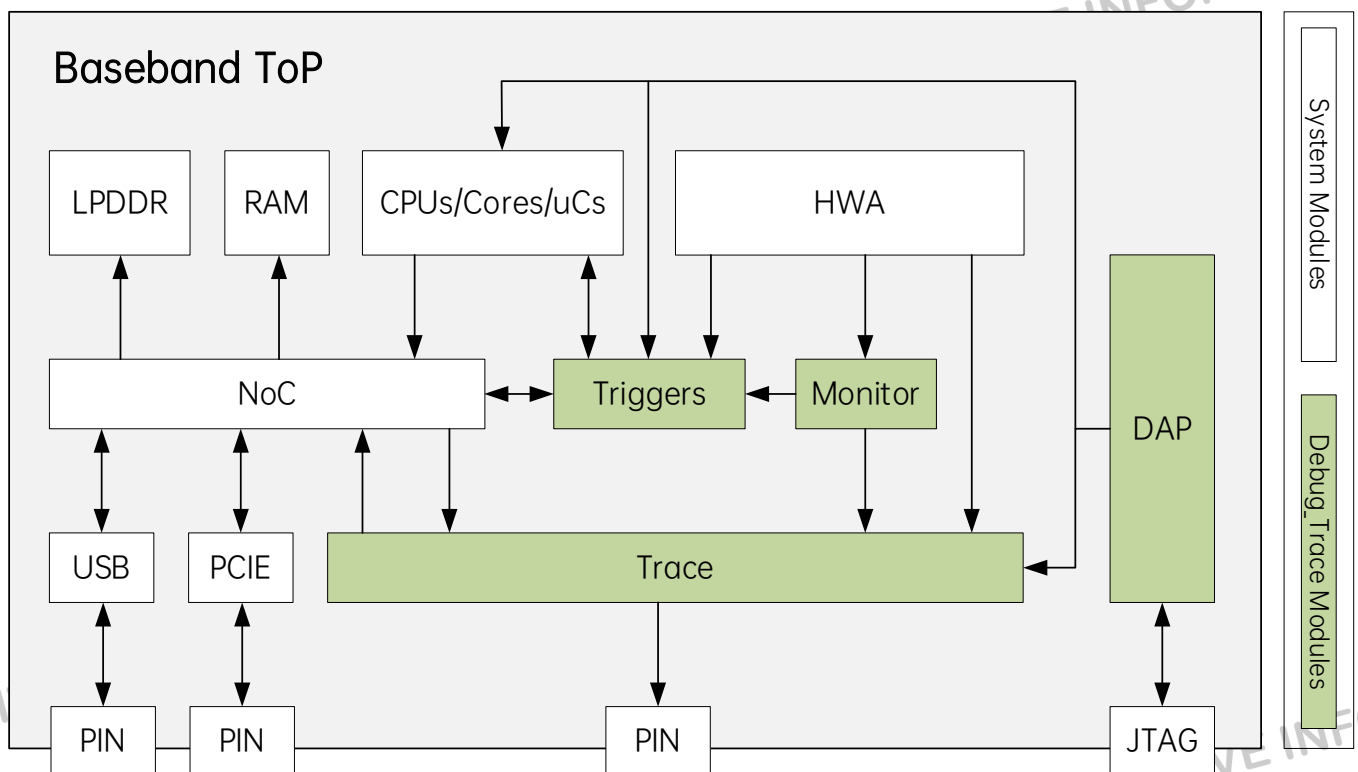 Baseband ToP
LPDDR
RAM
CPUs/Cores/uCs
HWA
NoC
Triggers
Monitor
DAP
USB
PCIE
Trace
PIN
PIN
PIN
JTAG
System Modules
Debug_Trace Modules